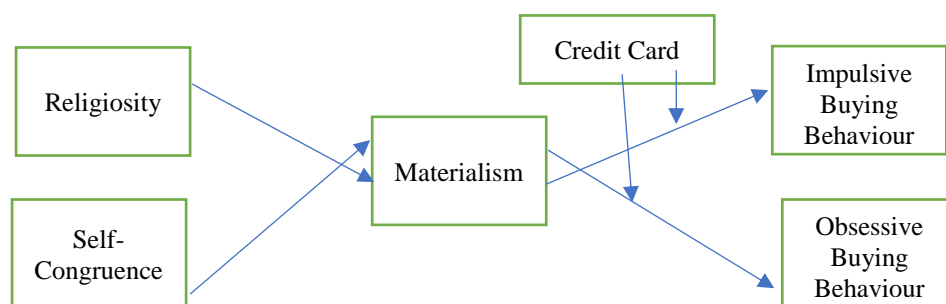 Religiosity
Self-
Congruence
Materialism
Credit Card
Impulsive
Buying
Behaviour
Obsessive
Buying
Behaviour